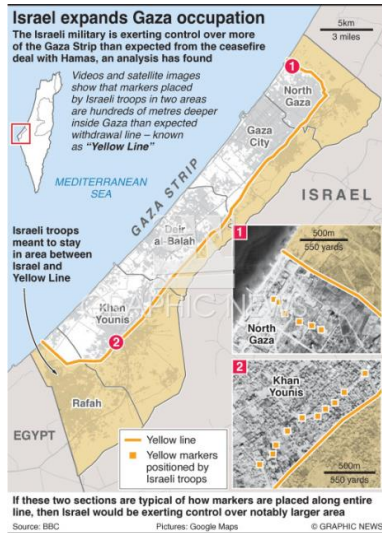 Israel expands Gaza occupation
The Israeli military is exerting control over more
of the Gaza Strip than expected from the ceasefire
deal with Hamas, an analysis has found
5km
3 miles
Videos and satellite images
show that markers placed
by Israeli troops in two areas
are hundreds of metres deeper
inside Gaza than expected
withdrawal line – known
as “Yellow Line”
1
North
Gaza
Gaza
City
MEDITERRANEAN
SEA
GAZA STRIP
ISRAEL
Deir
al-Balah
Israeli troops
meant to stay
in area between
Israel and
Yellow Line
Khan
Younis
2
Rafah
EGYPT
1
500m
550 yards
North
Gaza
2
Khan
Younis
500m
550 yards
Yellow line
Yellow markers
positioned by
Israeli troops
GRAPHIC NEWS
If these two sections are typical of how markers are placed along entire
line, then Israel would be exerting control over notably larger area
Source: BBC
Pictures: Google Maps
© GRAPHIC NEWS